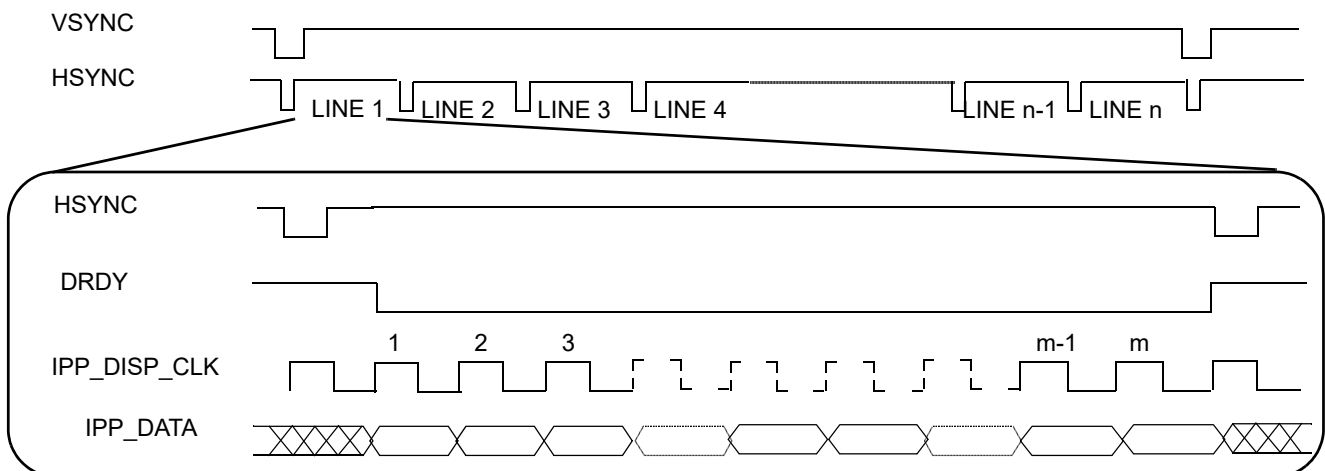 VSYNC
HSYNC
LINE 1 LINE 2 LINE 3 LINE 4 LINE n-1 LINE n
HSYNC
DRDY
1 2 3 m-1 m
IPP_DISP_CLK
IPP_DATA